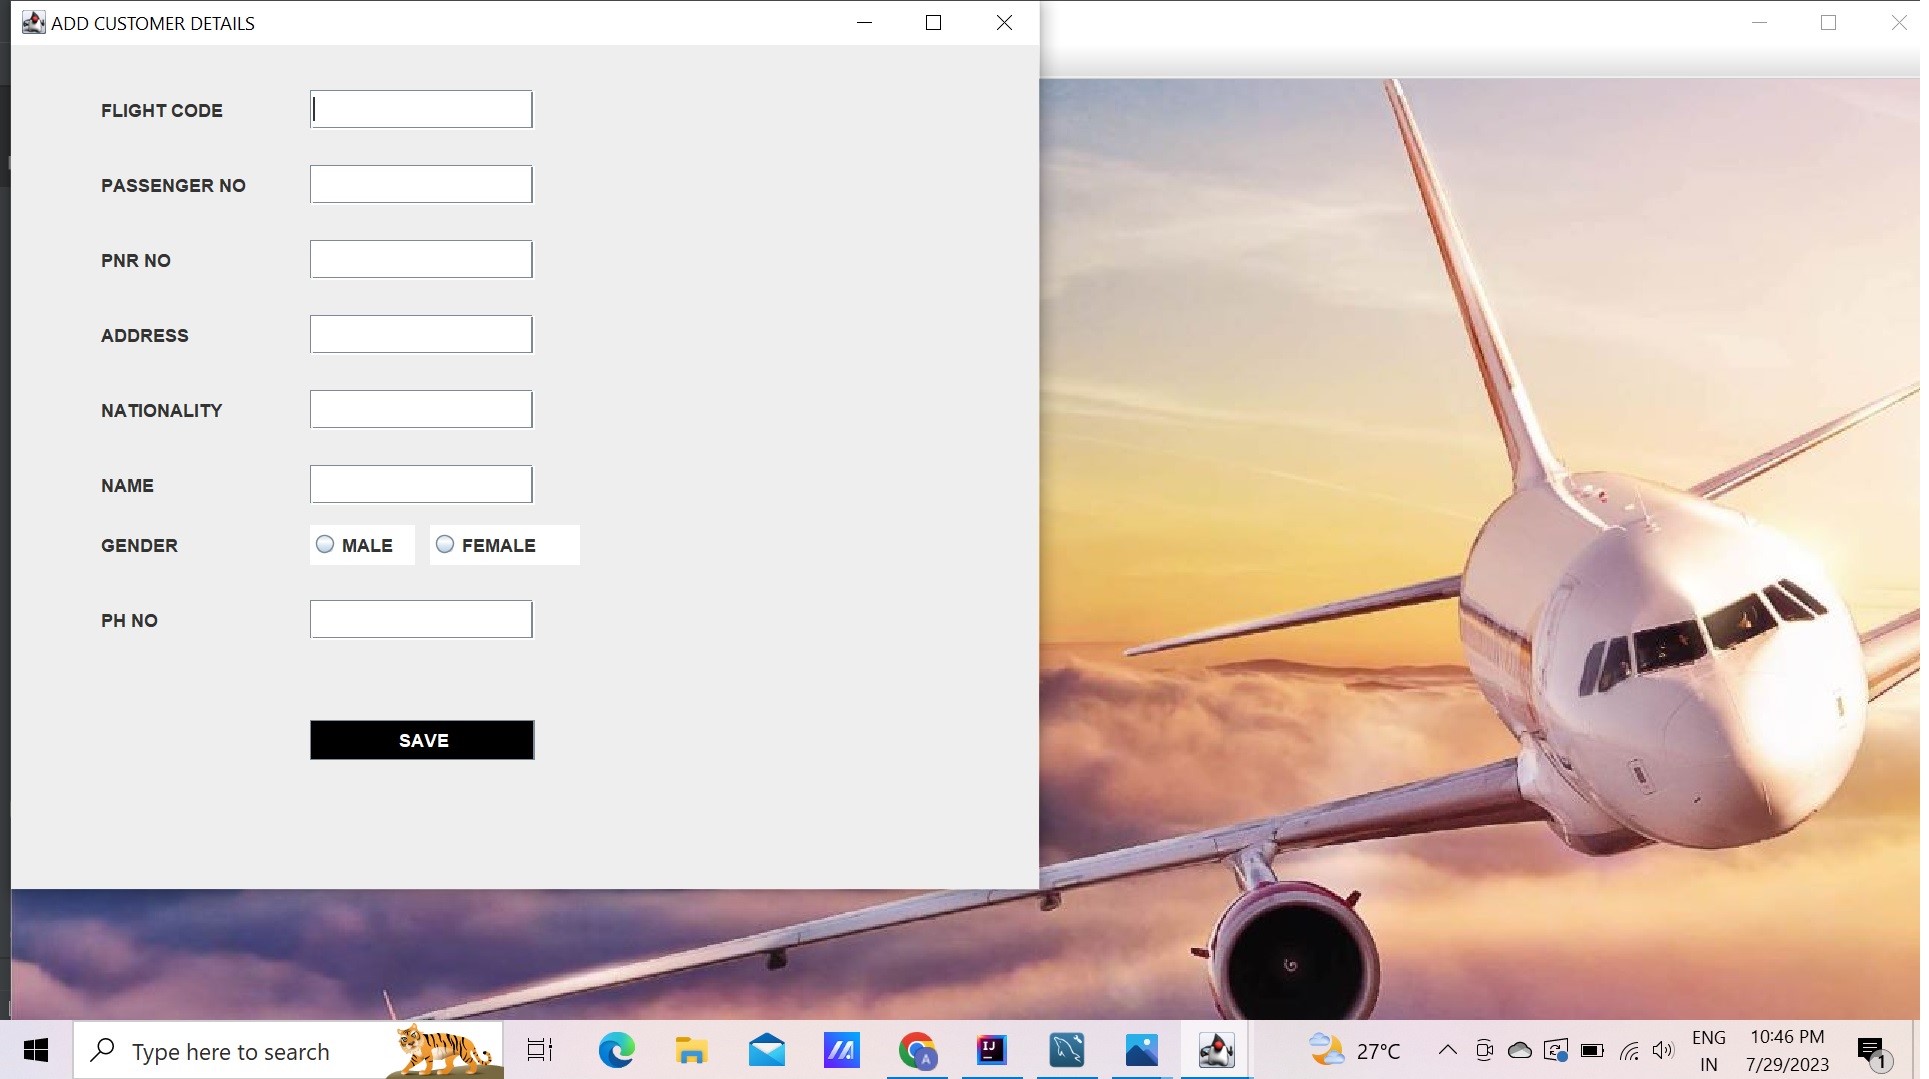 ADD CUSTOMER DETAILS
FLIGHT CODE
PASSENGER NO
PNR NO
ADDRESS
NATIONALITY
NAME
GENDER MALE FEMALE
PH NO
SAVE
Type here to search
A
IJ
27°C
ENG
IN
10:46 PM
7/29/2023
1